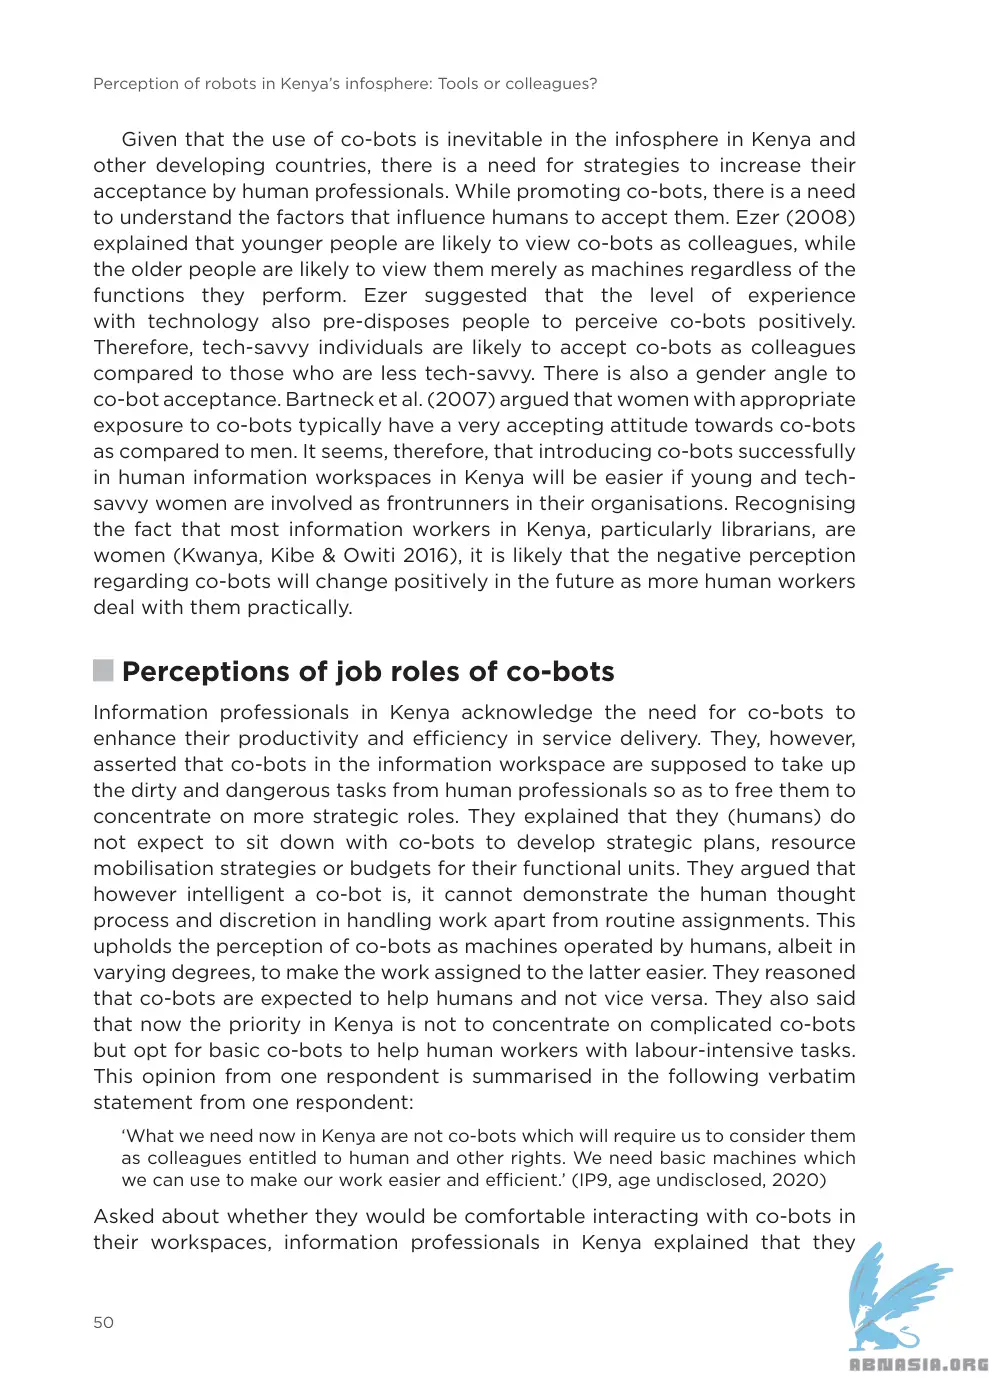 Perception of robots in Kenya’s infosphere: Tools or colleagues?
Given that the use of co-bots is inevitable in the infosphere in Kenya and
other developing countries, there is a need for strategies to increase their
acceptance by human professionals. While promoting co-bots, there is a need
to understand the factors that influence humans to accept them. Ezer (2008)
explained that younger people are likely to view co-bots as colleagues, while
the older people are likely to view them merely as machines regardless of the
functions they perform. Ezer suggested that the level of experience
with technology also pre-disposes people to perceive co-bots positively.
Therefore, tech-savvy individuals are likely to accept co-bots as colleagues
compared to those who are less tech-savvy. There is also a gender angle to
co-bot acceptance. Bartneck et al. (2007) argued that women with appropriate
exposure to co-bots typically have a very accepting attitude towards co-bots
as compared to men. It seems, therefore, that introducing co-bots successfully
in human information workspaces in Kenya will be easier if young and tech-
savvy women are involved as frontrunners in their organisations. Recognising
the fact that most information workers in Kenya, particularly librarians, are
women (Kwanya, Kibe & Owiti 2016), it is likely that the negative perception
regarding co-bots will change positively in the future as more human workers
deal with them practically.
Perceptions of job roles of co-bots
Information professionals in Kenya acknowledge the need for co-bots to
enhance their productivity and efficiency in service delivery. They, however,
asserted that co-bots in the information workspace are supposed to take up
the dirty and dangerous tasks from human professionals so as to free them to
concentrate on more strategic roles. They explained that they (humans) do
not expect to sit down with co-bots to develop strategic plans, resource
mobilisation strategies or budgets for their functional units. They argued that
however intelligent a co-bot is, it cannot demonstrate the human thought
process and discretion in handling work apart from routine assignments. This
upholds the perception of co-bots as machines operated by humans, albeit in
varying degrees, to make the work assigned to the latter easier. They reasoned
that co-bots are expected to help humans and not vice versa. They also said
that now the priority in Kenya is not to concentrate on complicated co-bots
but opt for basic co-bots to help human workers with labour-intensive tasks.
This opinion from one respondent is summarised in the following verbatim
statement from one respondent:
‘What we need now in Kenya are not co-bots which will require us to consider them
as colleagues entitled to human and other rights. We need basic machines which
we can use to make our work easier and efficient.’ (IP9, age undisclosed, 2020)
Asked about whether they would be comfortable interacting with co-bots in
their workspaces, information professionals in Kenya explained that they
50
ABNASIA.ORG